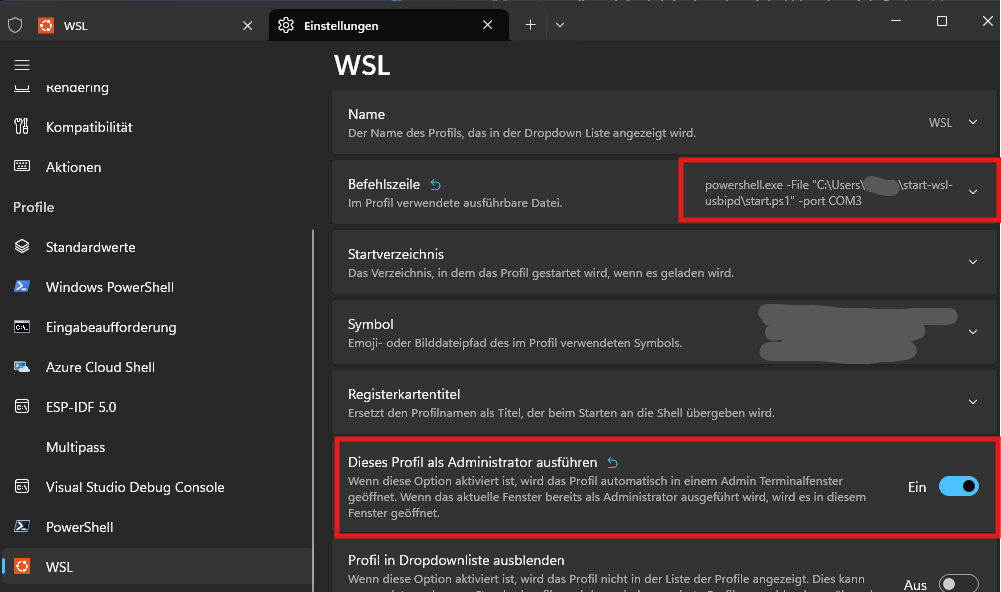 WSL
Einstellungen
Rendering
Kompatibilität
Aktionen
Profile
Standardwerte
Windows PowerShell
Eingabeaufforderung
Azure Cloud Shell
ESP-IDF 5.0
Multipass
Visual Studio Debug Console
PowerShell
WSL
WSL
Name
Der Name des Profils, das in der Dropdown Liste angezeigt wird.
WSL
Befehlszeile
Im Profil verwendete ausführbare Datei.
powershell.exe -File "C:\Users\ \start-wsl-
usbipd\start.ps1" -port COM3
Startverzeichnis
Das Verzeichnis, in dem das Profil gestartet wird, wenn es geladen wird.
Symbol
Emoji- oder Bilddateipfad des im Profil verwendeten Symbols.
Registerkartentitel
Ersetzt den Profilnamen als Titel, der beim Starten an die Shell übergeben wird.
Dieses Profil als Administrator ausführen
Wenn diese Option aktiviert ist, wird das Profil automatisch in einem Admin Terminalfenster
geöffnet. Wenn das aktuelle Fenster bereits als Administrator ausgeführt wird, wird es in diesem
Fenster geöffnet.
Ein
Profil in Dropdownliste ausblenden
Wenn diese Option aktiviert ist, wird das Profil nicht in der Liste der Profile angezeigt. Dies kann
Aus